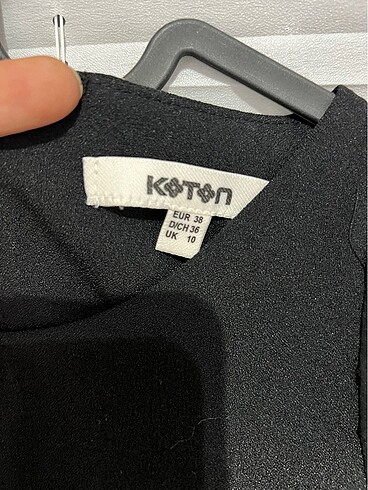 KOTON
EUR 38
D/CH 36
UK 10